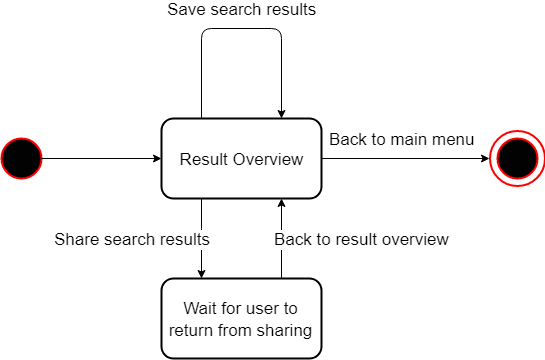 Save search results
Result Overview
Back to main menu
Share search results
Back to result overview
Wait for user to
return from sharing